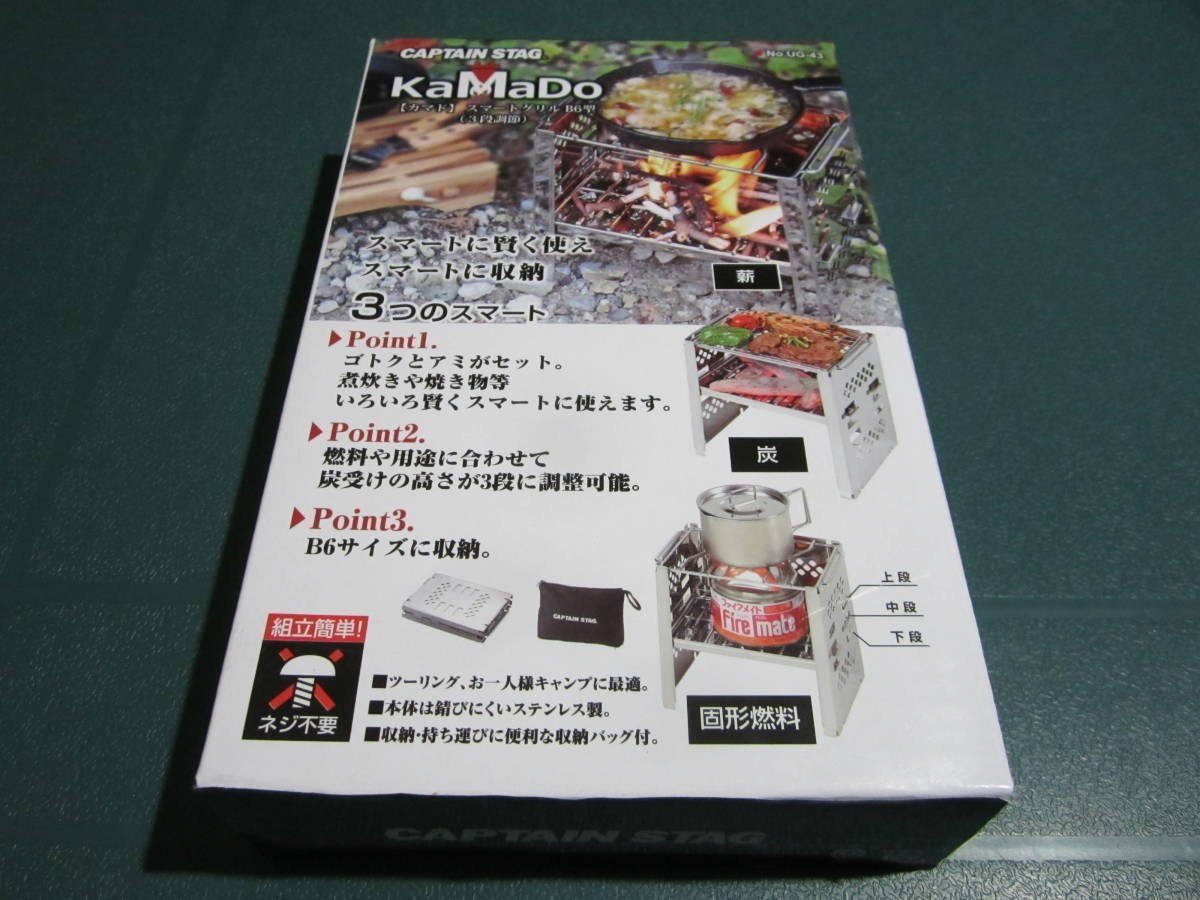 CAPTAIN STAG
No.UG-43
KaMaDo
【カマド】 スマートグリル B6型
(3段調節)
スマートに賢く使え
スマートに収納
3つのスマート
薪
Point1.
ゴトクとアミがセット。
煮炊きや焼き物等
いろいろ賢くスマートに使えます。
炭
Point2.
燃料や用途に合わせて
炭受けの高さが3段に調整可能。
Point3.
B6サイズに収納。
CAPTAIN STAG
ファイアメイト
Fire mate
上段
中段
下段
固形燃料
組立簡単!
ネジ不要
■ツーリング、お一人様キャンプに最適。
■本体は錆びにくいステンレス製。
■収納・持ち運びに便利な収納バッグ付。
CAPTAIN STAG